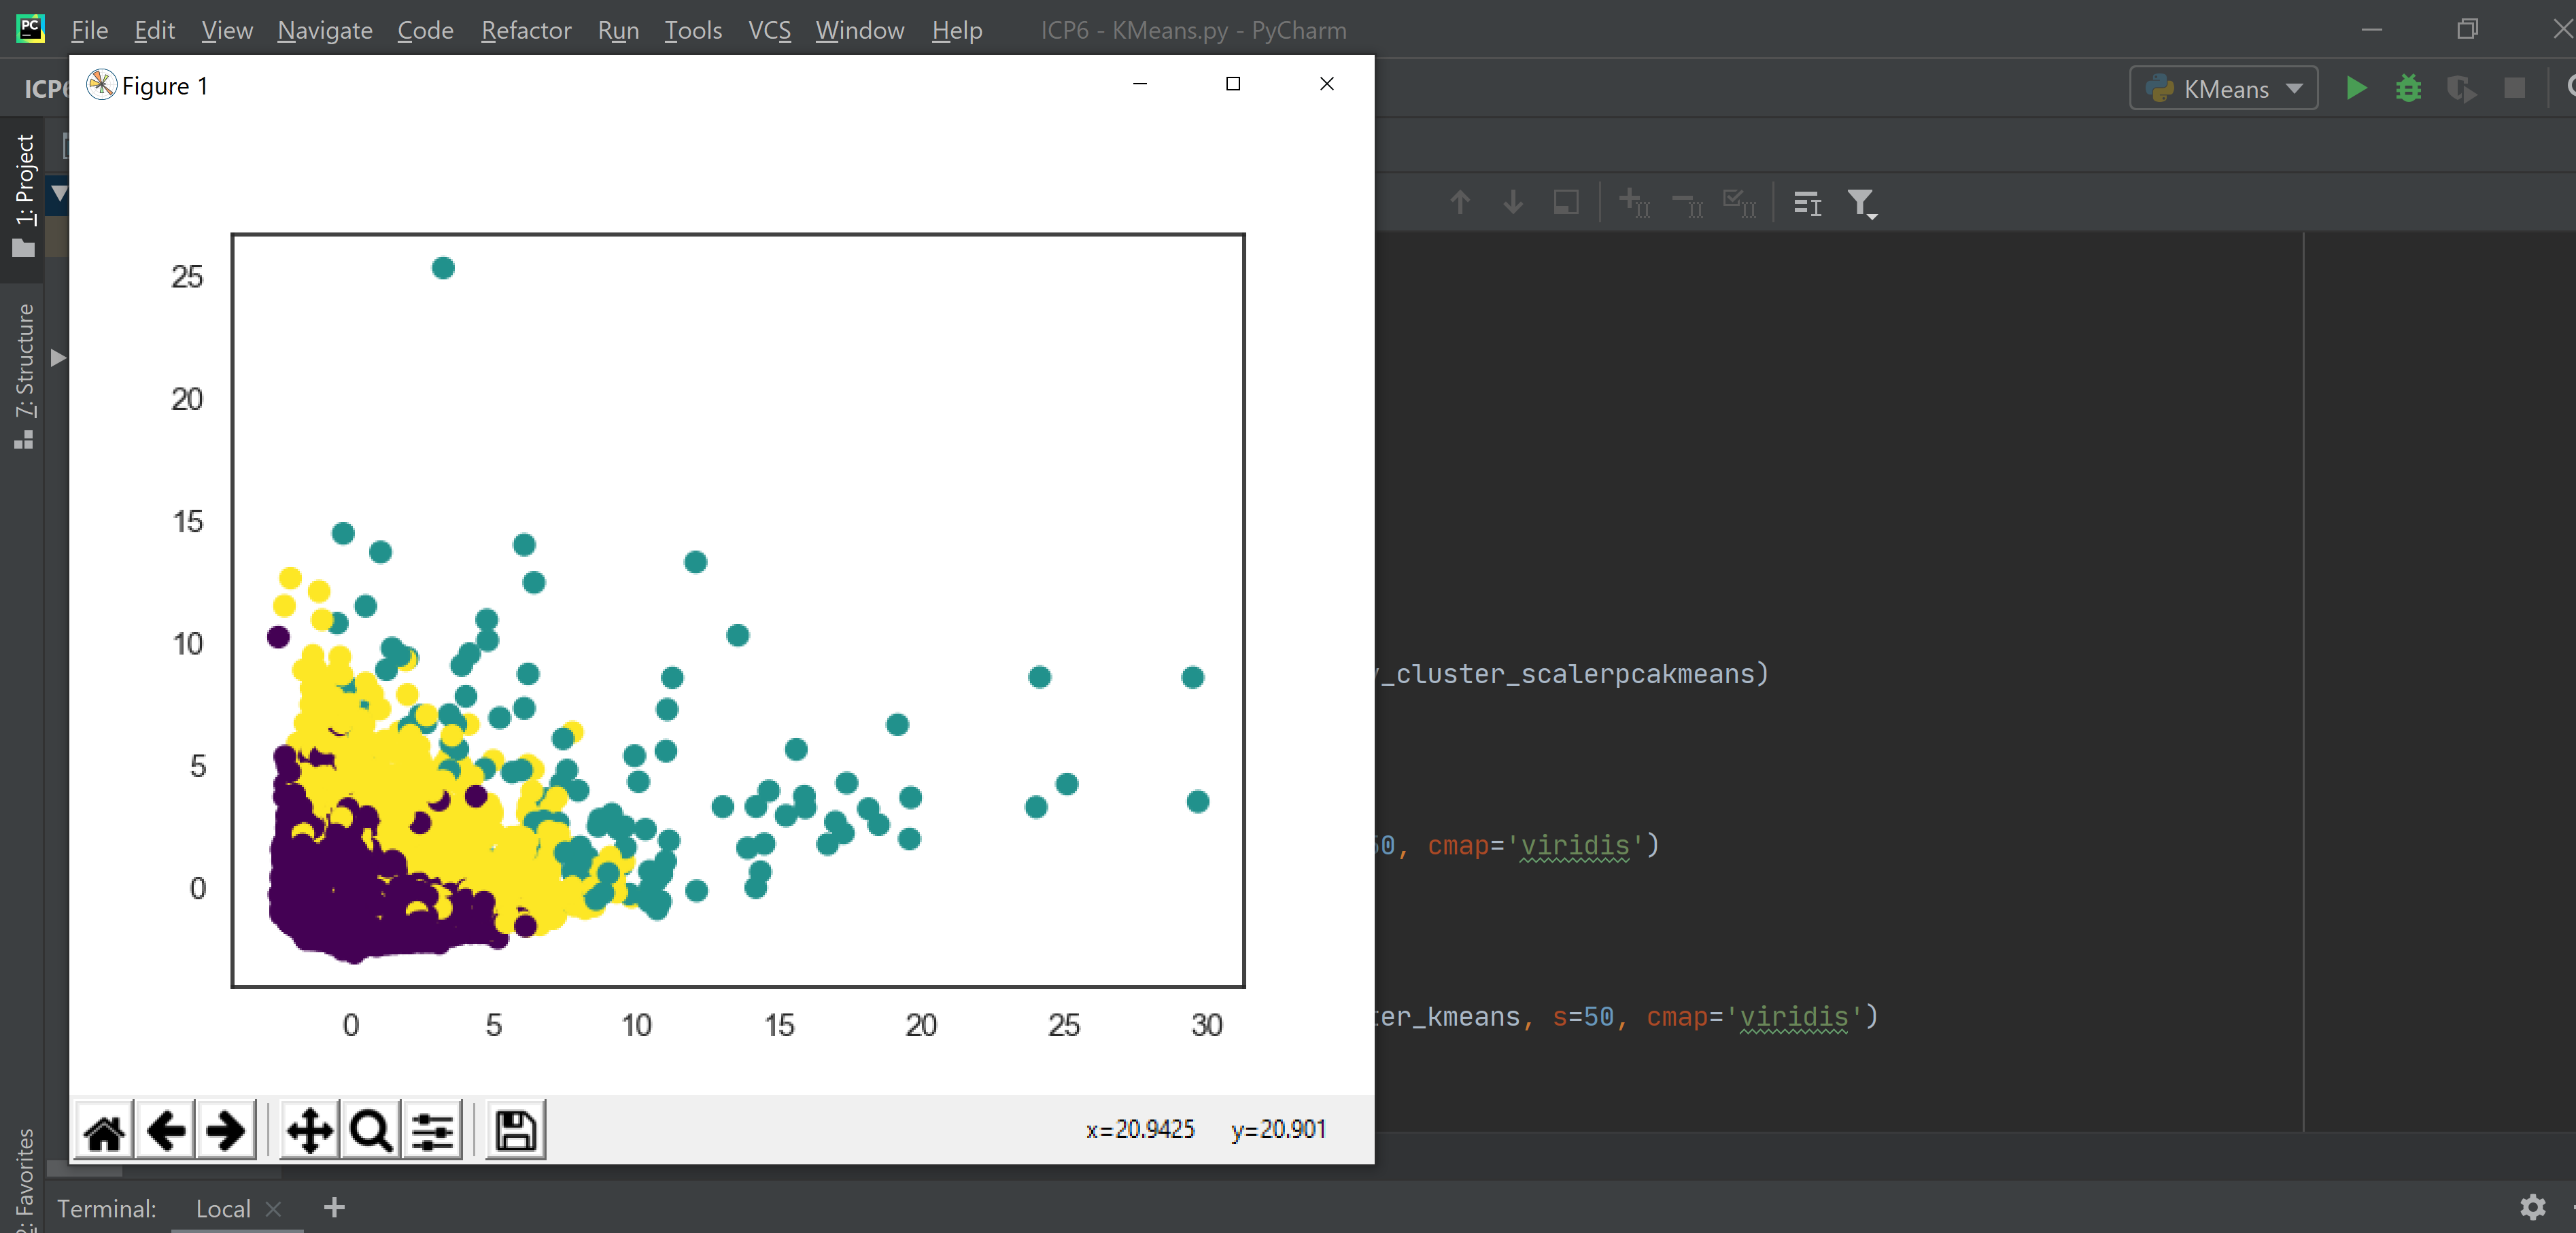 PC File Edit View Navigate Code Refactor Run Tools VCS Window Help ICP6 - KMeans.py - PyCharm
Figure 1
KMeans
1: Project
7: Structure
25
20
15
10
5
0
0 5 10 15 20 25 30
_cluster_scalerpcakmeans)
0, cmap='viridis')
er_kmeans, s=50, cmap='viridis')
x=20.9425 y=20.901
Favorites
Terminal: Local